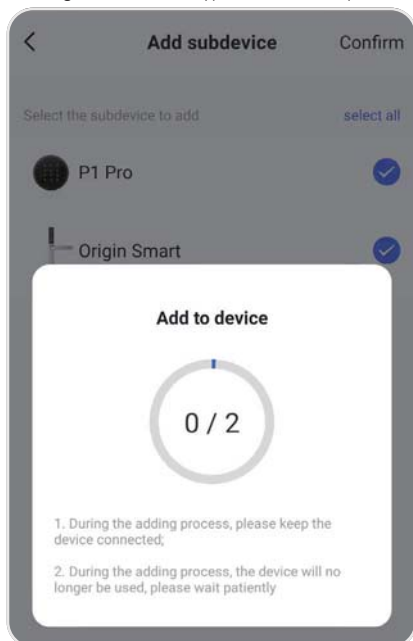 Add subdevice Confirm
Select the subdevice to add select all
P1 Pro
Origin Smart
Add to device
0 / 2
1. During the adding process, please keep the
device connected;
2. During the adding process, the device will no
longer be used, please wait patiently